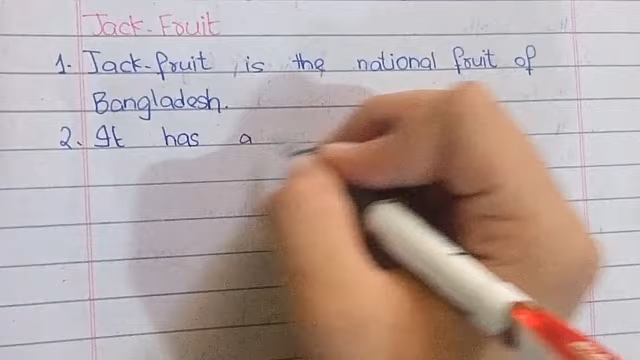 Jack-Fruit
1. Jack-fruit is the national fruit of
Bangladesh.
2. It has a